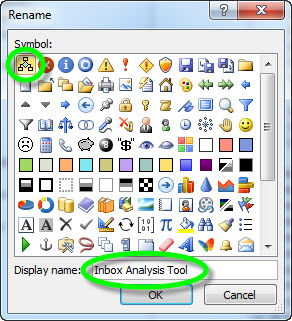 Rename
Symbol:
Display name: Inbox Analysis Tool
OK
Cancel